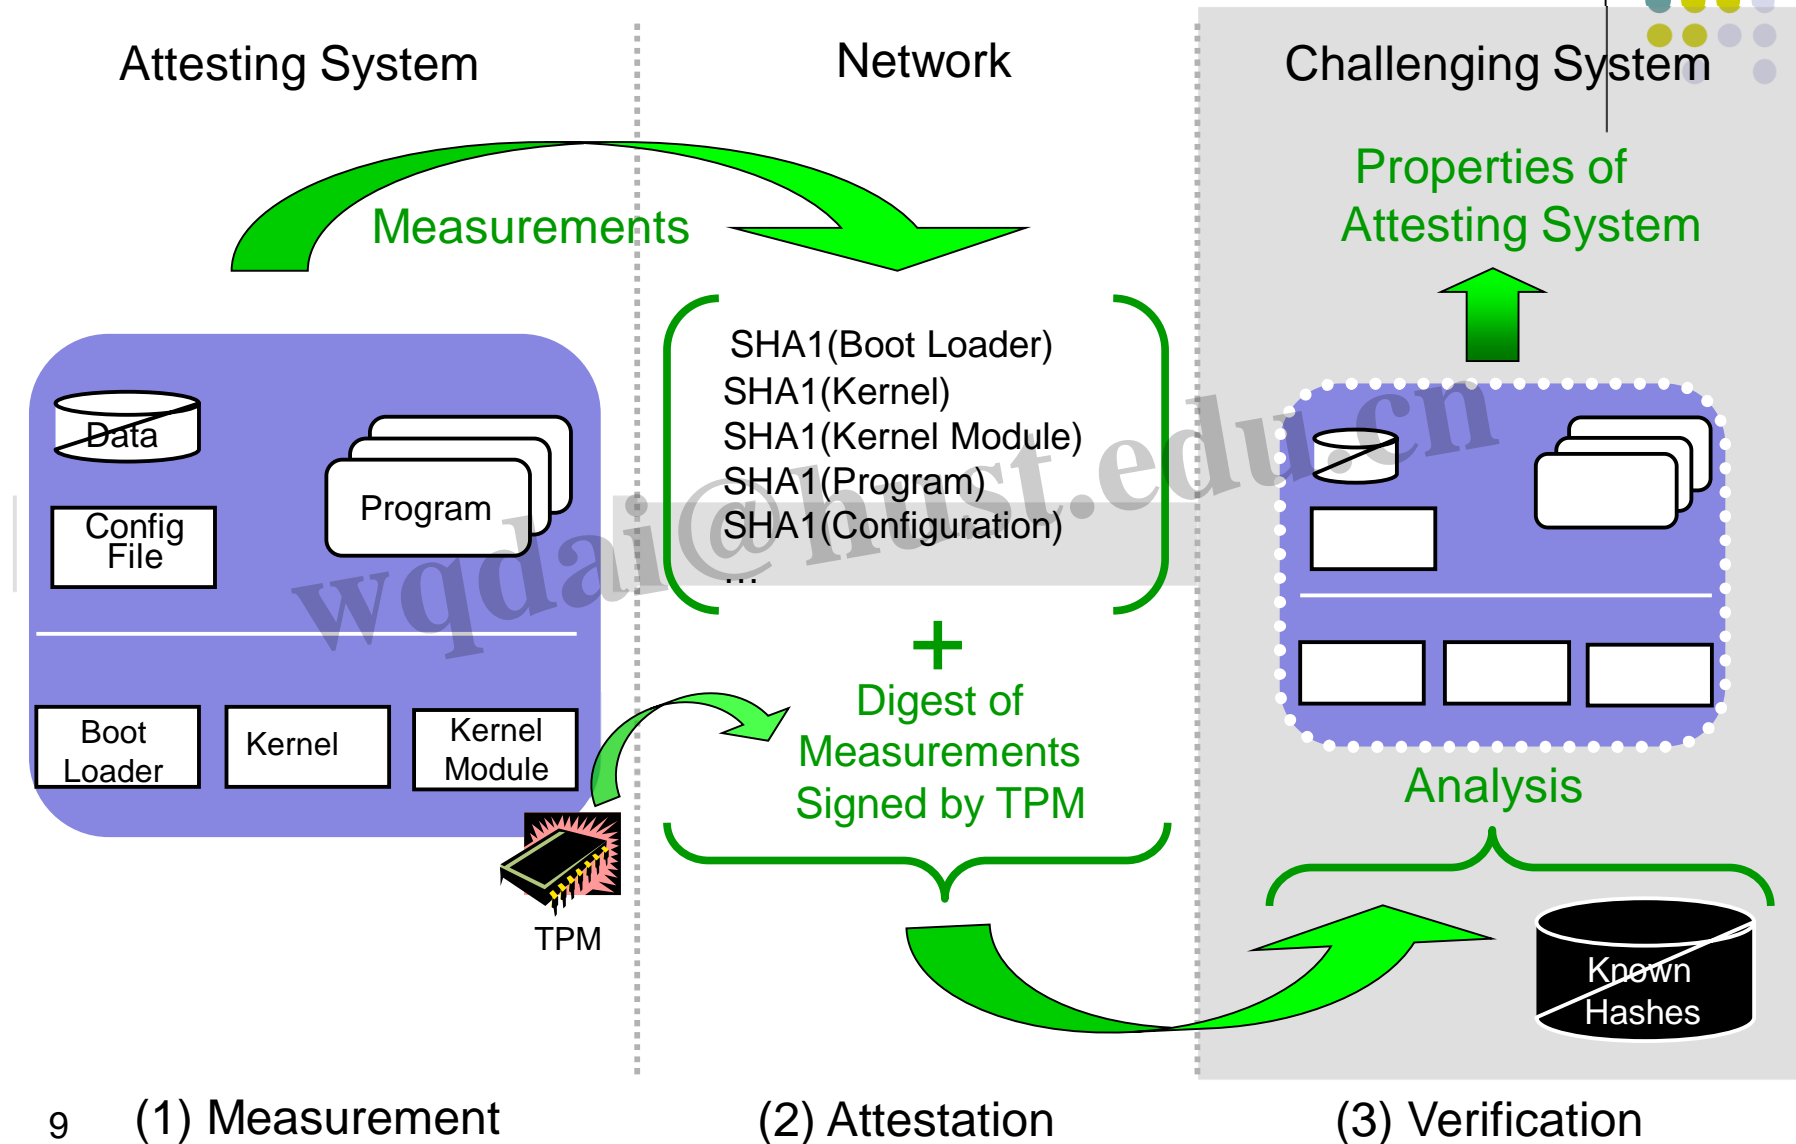 Attesting System
Network
Challenging System
Measurements
Properties of
Attesting System
Data
Config
File
Program
Boot
Loader
Kernel
Kernel
Module
TPM
SHA1(Boot Loader)
SHA1(Kernel)
SHA1(Kernel Module)
SHA1(Program)
SHA1(Configuration)
...
+
Digest of
Measurements
Signed by TPM
Analysis
Known
Hashes
wqdai@hust.edu.cn
9
(1) Measurement
(2) Attestation
(3) Verification